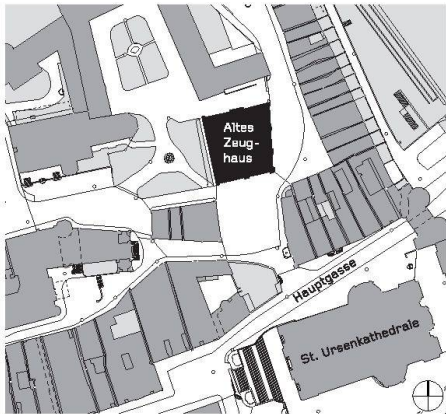 Altes
Zeug-
haus
Hauptgasse
St. Ursenkathedrale